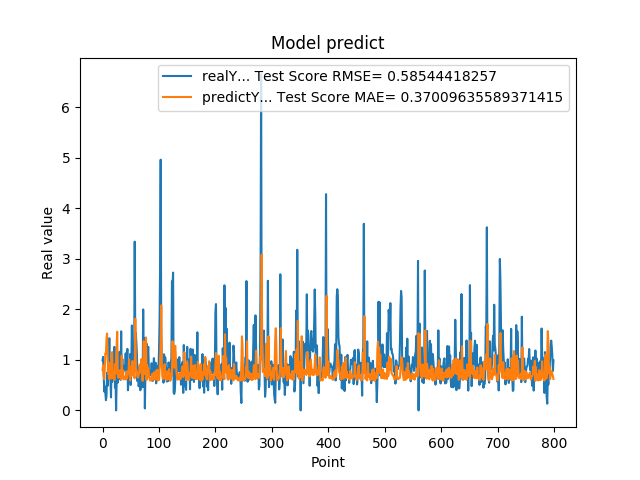 Model predict
realY... Test Score RMSE= 0.58544418257
predictY... Test Score MAE= 0.37009635589371415
Real value
6
5
4
3
2
1
0
0 100 200 300 400 500 600 700 800
Point